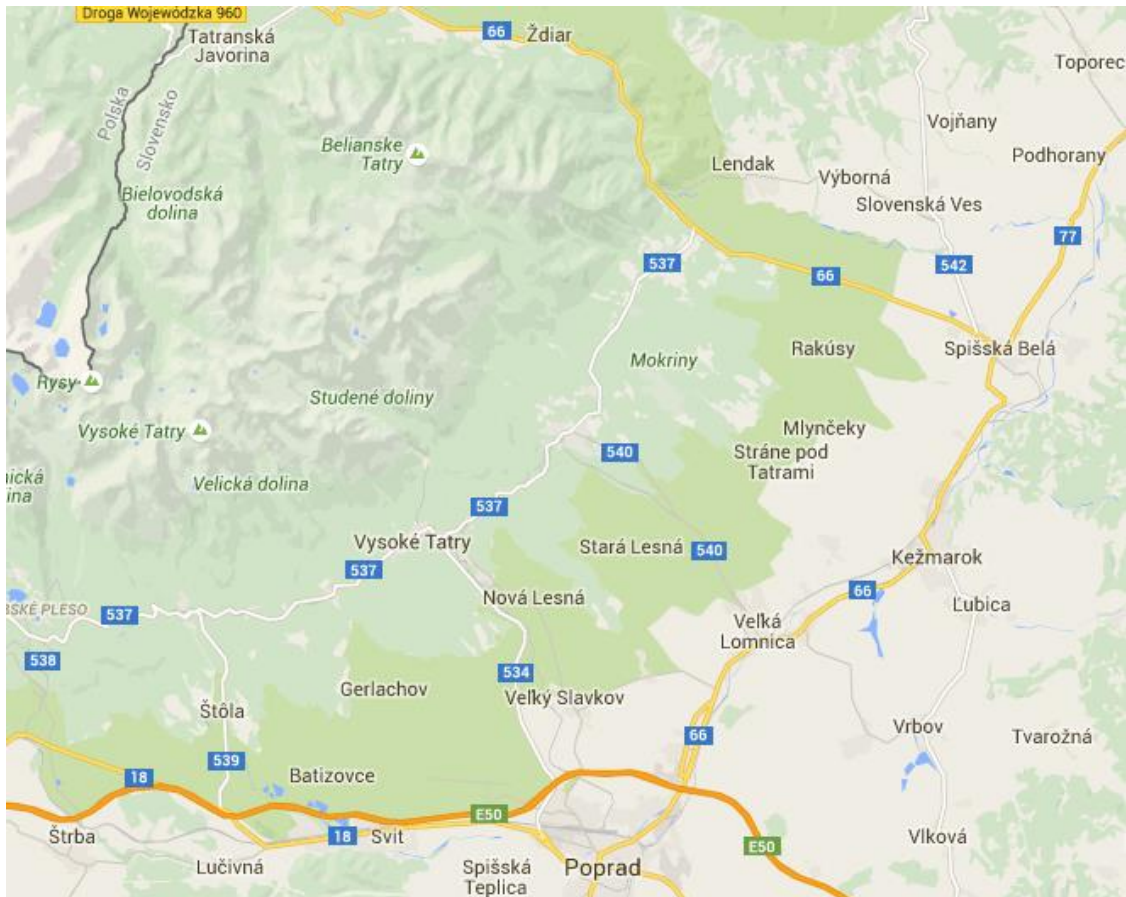 Droga Wojewódzka 960
Tatranská
Javorina
66
Ždiar
Toporec
Polska
Slovensko
Vojňany
Belianske
Tatry
Lendak
Podhorany
Výborná
Bielovodská
dolina
Slovenská Ves
77
537
542
66
Rakúsy
Spišská Belá
Mokriny
Rysy
Studené doliny
Vysoké Tatry
Mlynčeky
540
Stráne pod
Tatrami
nická
ina
Velická dolina
537
Vysoké Tatry
Stará Lesná
540
Kežmarok
537
66
Nová Lesná
BSKÉ PLESO
537
Ľubica
Veľká
Lomnica
538
534
Gerlachov
Veľký Slavkov
Štôla
66
Vrbov
Tvarožná
539
18
Batizovce
E50
Štrba
18
Svit
Vlková
E50
Lučivná
Spišská
Teplica
Poprad